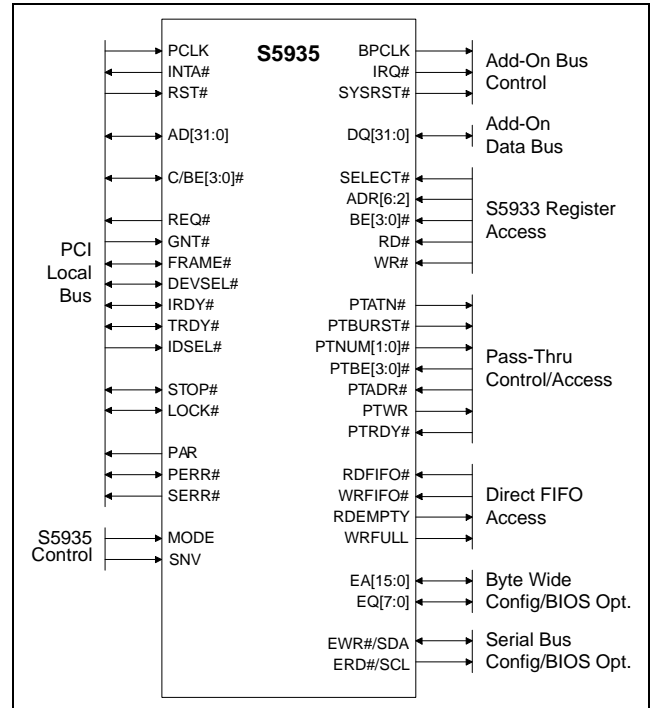 S5935
PCLK
INTA#
RST#
AD[31:0]
C/BE[3:0]#
REQ#
GNT#
FRAME#
DEVSEL#
IRDY#
TRDY#
IDSEL#
STOP#
LOCK#
PAR
PERR#
SERR#
MODE
SNV
PCI
Local
Bus
S5935
Control
BPCLK
IRQ#
SYSRST#
DQ[31:0]
SELECT#
ADR[6:2]
BE[3:0]#
RD#
WR#
PTATN#
PTBURST#
PTNUM[1:0]#
PTBE[3:0]#
PTADR#
PTWR
PTRDY#
RDFIFO#
WRFIFO#
RDEMPTY
WRFULL
EA[15:0]
EQ[7:0]
EWR#/SDA
ERD#/SCL
Add-On Bus
Control
Add-On
Data Bus
S5933 Register
Access
Pass-Thru
Control/Access
Direct FIFO
Access
Byte Wide
Config/BIOS Opt.
Serial Bus
Config/BIOS Opt.